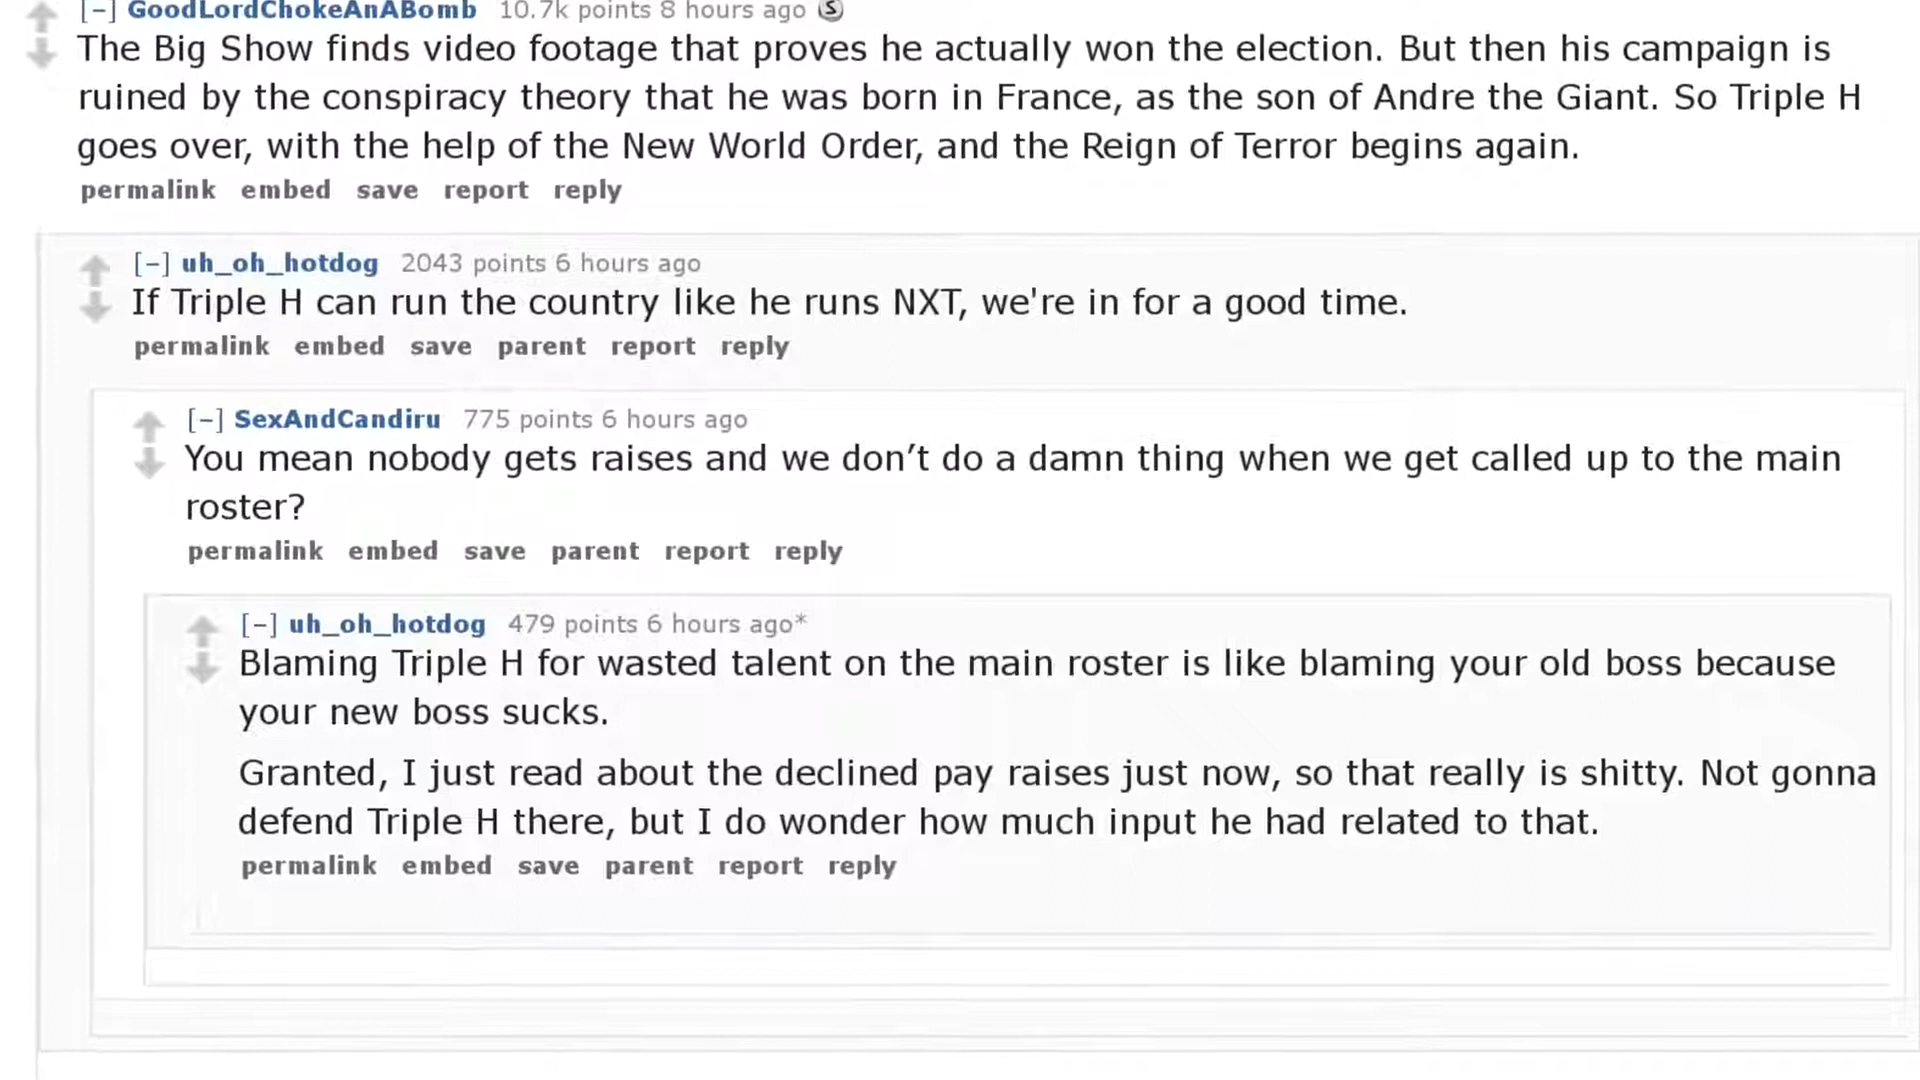 [–] GoodLordChokeAnABomb 10.7k points 8 hours ago S
The Big Show finds video footage that proves he actually won the election. But then his campaign is
ruined by the conspiracy theory that he was born in France, as the son of Andre the Giant. So Triple H
goes over, with the help of the New World Order, and the Reign of Terror begins again.
permalink embed save report reply
[–] uh_oh_hotdog 2043 points 6 hours ago
If Triple H can run the country like he runs NXT, we're in for a good time.
permalink embed save parent report reply
[–] SexAndCandiru 775 points 6 hours ago
You mean nobody gets raises and we don’t do a damn thing when we get called up to the main
roster?
permalink embed save parent report reply
[–] uh_oh_hotdog 479 points 6 hours ago*
Blaming Triple H for wasted talent on the main roster is like blaming your old boss because
your new boss sucks.
Granted, I just read about the declined pay raises just now, so that really is shitty. Not gonna
defend Triple H there, but I do wonder how much input he had related to that.
permalink embed save parent report reply